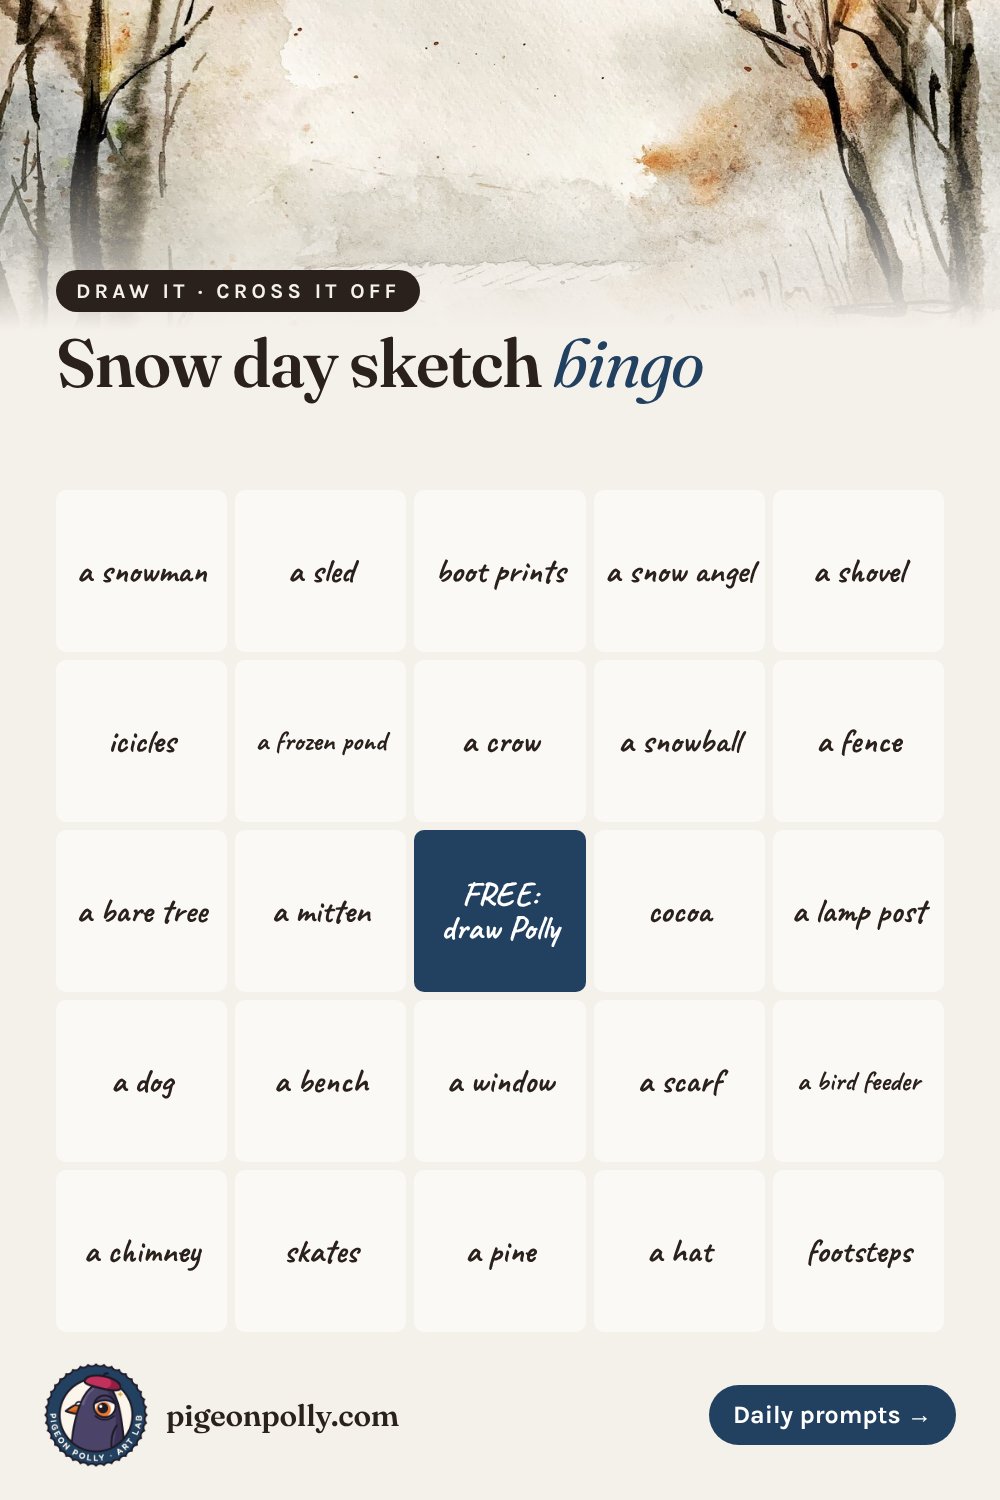 DRAW IT · CROSS IT OFF
Snow day sketch bingo
a snowman
a sled
boot prints
a snow angel
a shovel
icicles
a frozen pond
a crow
a snowball
a fence
a bare tree
a mitten
FREE:
draw Polly
cocoa
a lamp post
a dog
a bench
a window
a scarf
a bird feeder
a chimney
skates
a pine
a hat
footsteps
PIGEON POLLY · ART LAB
pigeonpolly.com
Daily prompts →